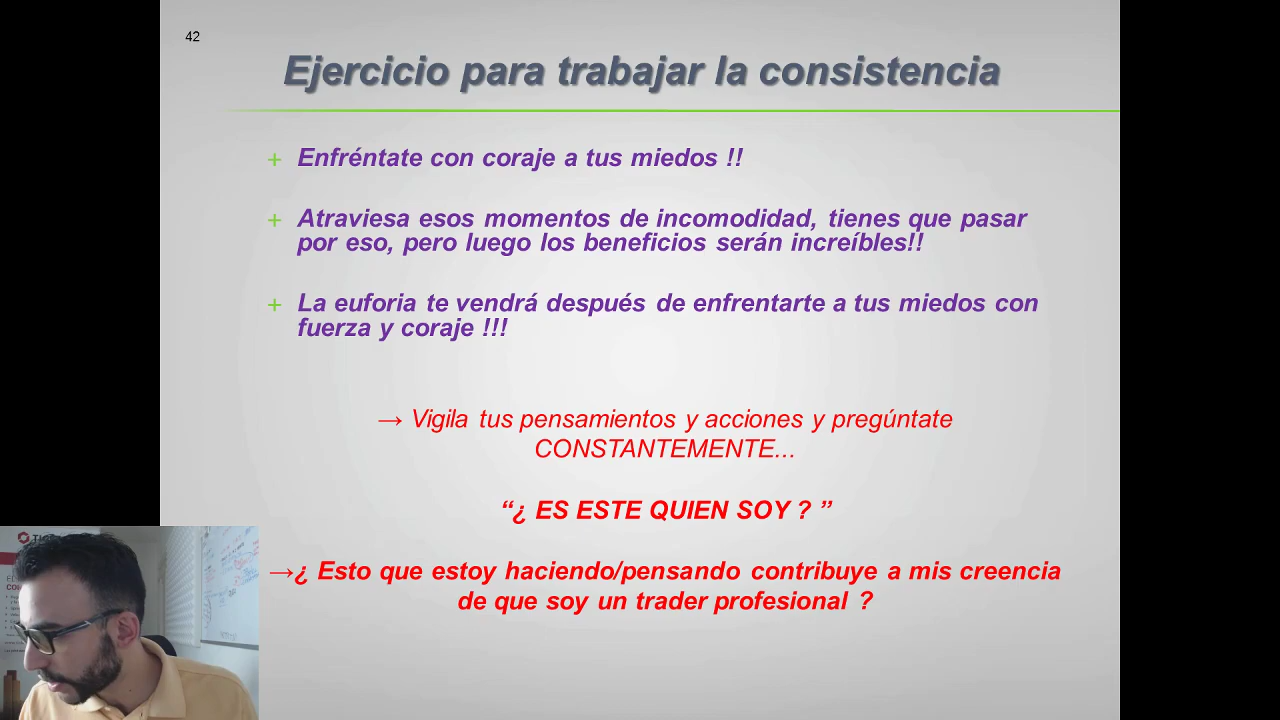 42
Ejercicio para trabajar la consistencia
+ Enfréntate con coraje a tus miedos !!
+ Atraviesa esos momentos de incomodidad, tienes que pasar
por eso, pero luego los beneficios serán increíbles!!
+ La euforia te vendrá después de enfrentarte a tus miedos con
fuerza y coraje !!!
→ Vigila tus pensamientos y acciones y pregúntate
CONSTANTEMENTE...
“¿ ES ESTE QUIEN SOY ? ”
→¿ Esto que estoy haciendo/pensando contribuye a mis creencia
de que soy un trader profesional ?